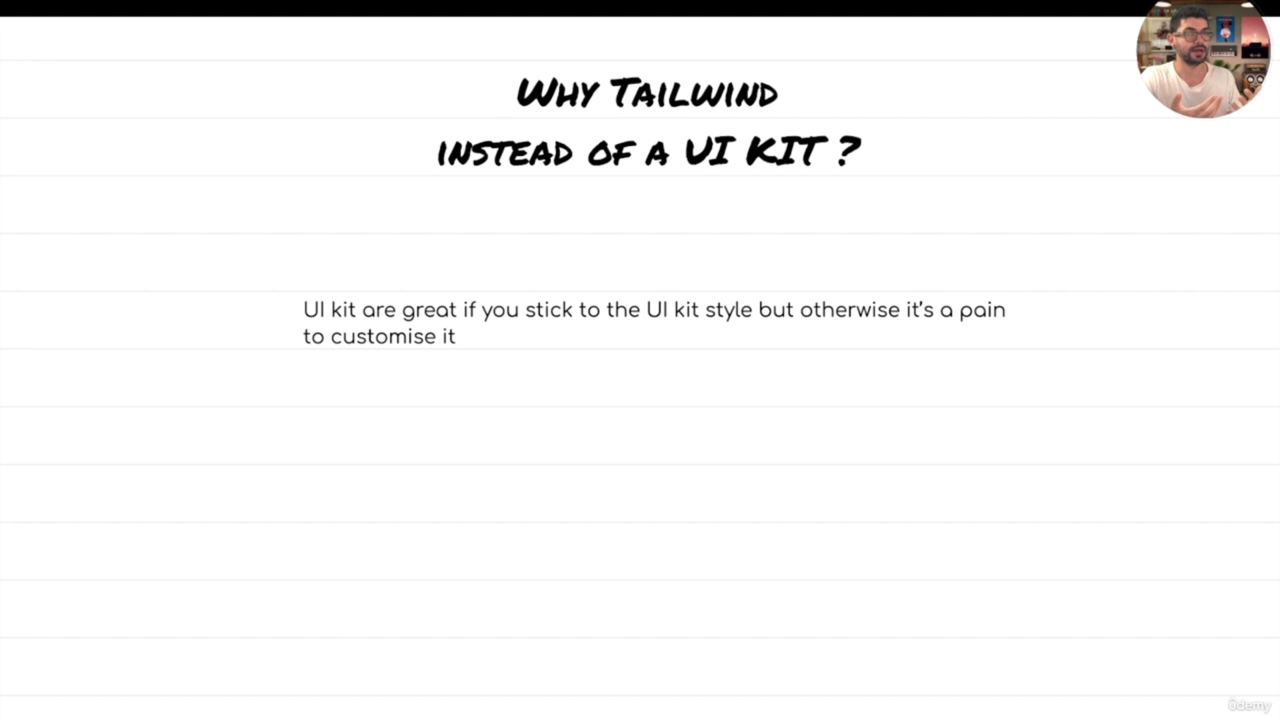 WHY TAILWIND
INSTEAD OF A UI KIT ?
UI kit are great if you stick to the UI kit style but otherwise it's a pain
to customise it
ûdemy